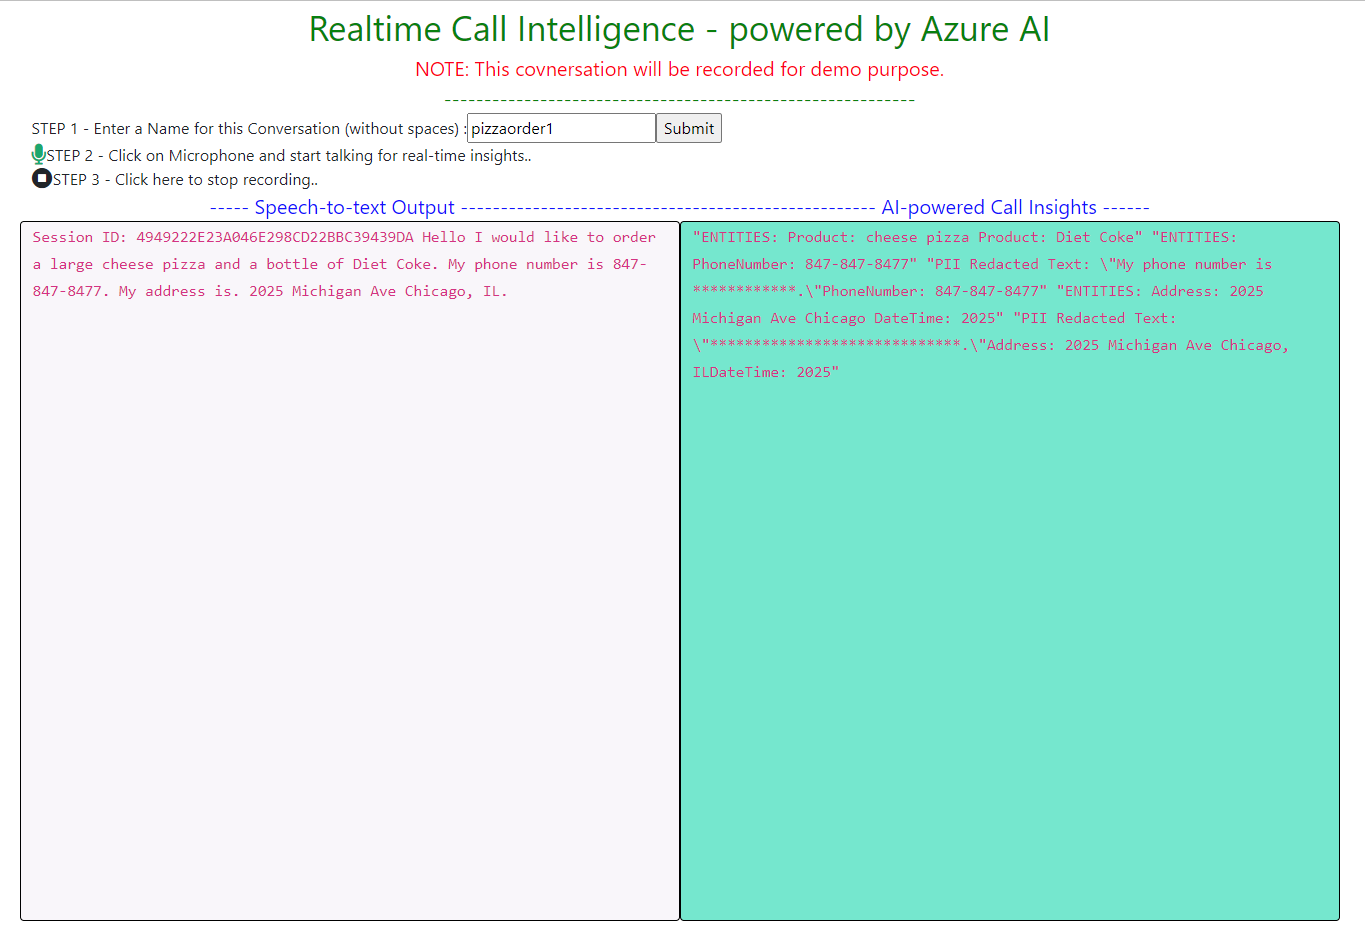 Realtime Call Intelligence - powered by Azure AI
NOTE: This covnersation will be recorded for demo purpose.
-----------------------------------------------------------
STEP 1 - Enter a Name for this Conversation (without spaces) : pizzaorder1 Submit
STEP 2 - Click on Microphone and start talking for real-time insights..
STEP 3 - Click here to stop recording..
----- Speech-to-text Output ---------------------------------------------------- AI-powered Call Insights ------
Session ID: 4949222E23A046E298CD22BBC39439DA Hello I would like to order
a large cheese pizza and a bottle of Diet Coke. My phone number is 847-
847-8477. My address is. 2025 Michigan Ave Chicago, IL.
"ENTITIES: Product: cheese pizza Product: Diet Coke" "ENTITIES:
PhoneNumber: 847-847-8477" "PII Redacted Text: \"My phone number is
************.\"PhoneNumber: 847-847-8477" "ENTITIES: Address: 2025
Michigan Ave Chicago DateTime: 2025" "PII Redacted Text:
\"*****************************.\"Address: 2025 Michigan Ave Chicago,
ILDateTime: 2025"